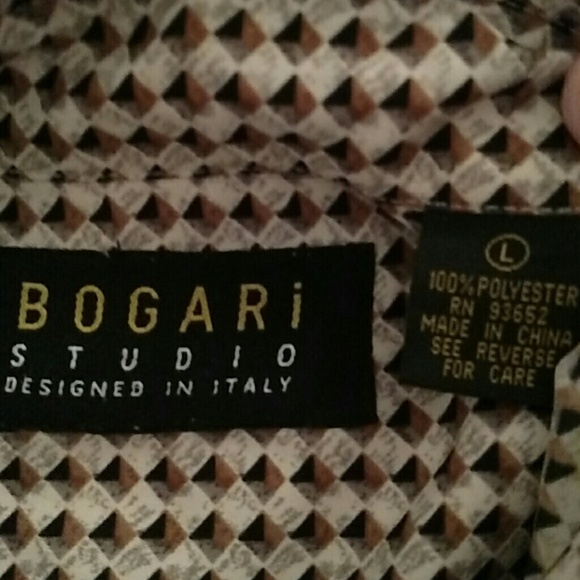 BOGARi
STUDIO
DESIGNED IN ITALY
L
100% POLYESTER
RN 93652
MADE IN CHINA
SEE REVERSE
FOR CARE